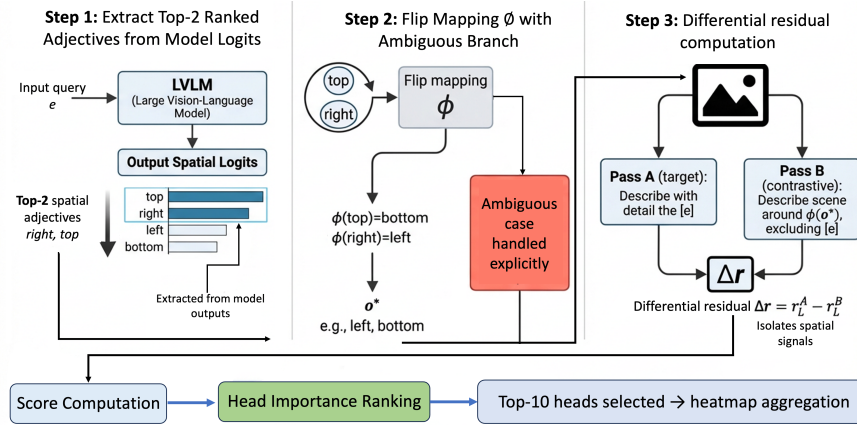 Step 1: Extract Top-2 Ranked
Adjectives from Model Logits
Input query
e
LVLM
(Large Vision-Language
Model)
Output Spatial Logits
Top-2 spatial
adjectives
right, top
top
right
left
bottom
Extracted from model
outputs
Step 2: Flip Mapping Ø with
Ambiguous Branch
top
right
Flip mapping
ϕ
ϕ(top)=bottom
ϕ(right)=left
o*
e.g., left, bottom
Ambiguous
case
handled
explicitly
Step 3: Differential residual
computation
Pass A (target):
Describe with
detail the [e]
Pass B
(contrastive):
Describe scene
around ϕ(o*),
excluding [e]
Δr
Differential residual Δr = r_L^A − r_L^B
Isolates spatial
signals
Score Computation
Head Importance Ranking
Top-10 heads selected → heatmap aggregation